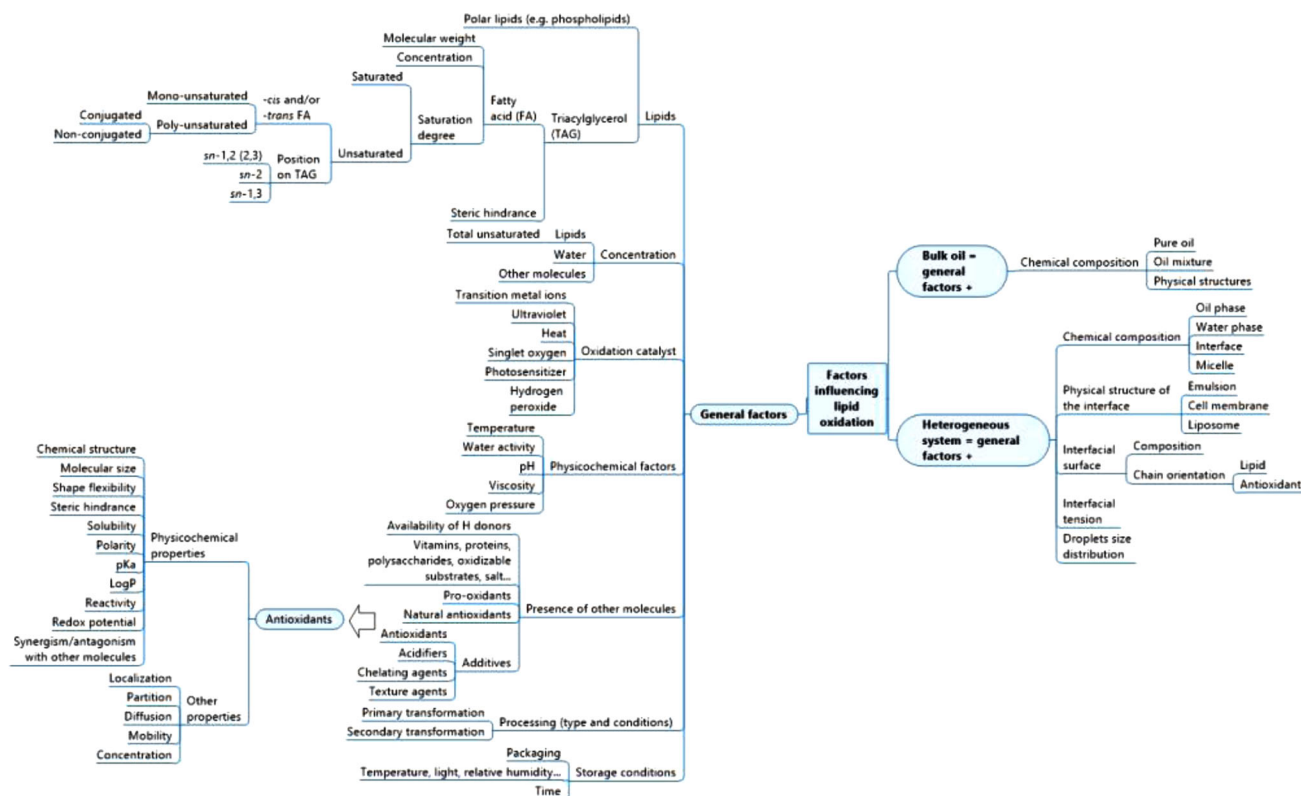 Polar lipids (e.g. phospholipids)
Molecular weight
Concentration
Saturated
Mono-unsaturated
-cis and/or
-trans FA
Conjugated
Poly-unsaturated
Non-conjugated
Fatty
acid (FA)
Saturation
degree
Triacylglycerol
(TAG)
Lipids
Unsaturated
sn-1,2 (2,3)
Position
on TAG
sn-2
sn-1,3
Steric hindrance
Total unsaturated
Lipids
Water
Concentration
Other molecules
Transition metal ions
Ultraviolet
Heat
Singlet oxygen
Oxidation catalyst
Photosensitizer
Hydrogen
peroxide
General factors
Factors
influencing
lipid
oxidation
Temperature
Water activity
pH
Physicochemical factors
Viscosity
Oxygen pressure
Availability of H donors
Vitamins, proteins,
polysaccharides, oxidizable
substrates, salt...
Pro-oxidants
Presence of other molecules
Natural antioxidants
Antioxidants
Acidifiers
Additives
Chelating agents
Texture agents
Primary transformation
Processing (type and conditions)
Secondary transformation
Packaging
Temperature, light, relative humidity...
Storage conditions
Time
Chemical structure
Molecular size
Shape flexibility
Steric hindrance
Solubility
Physicochemical
properties
Polarity
pKa
LogP
Reactivity
Redox potential
Synergism/antagonism
with other molecules
Antioxidants
Localization
Partition
Other
properties
Diffusion
Mobility
Concentration
Bulk oil =
general
factors +
Chemical composition
Pure oil
Oil mixture
Physical structures
Heterogeneous
system = general
factors +
Chemical composition
Oil phase
Water phase
Interface
Micelle
Physical structure of
the interface
Emulsion
Cell membrane
Liposome
Interfacial
surface
Composition
Chain orientation
Lipid
Antioxidant
Interfacial
tension
Droplets size
distribution